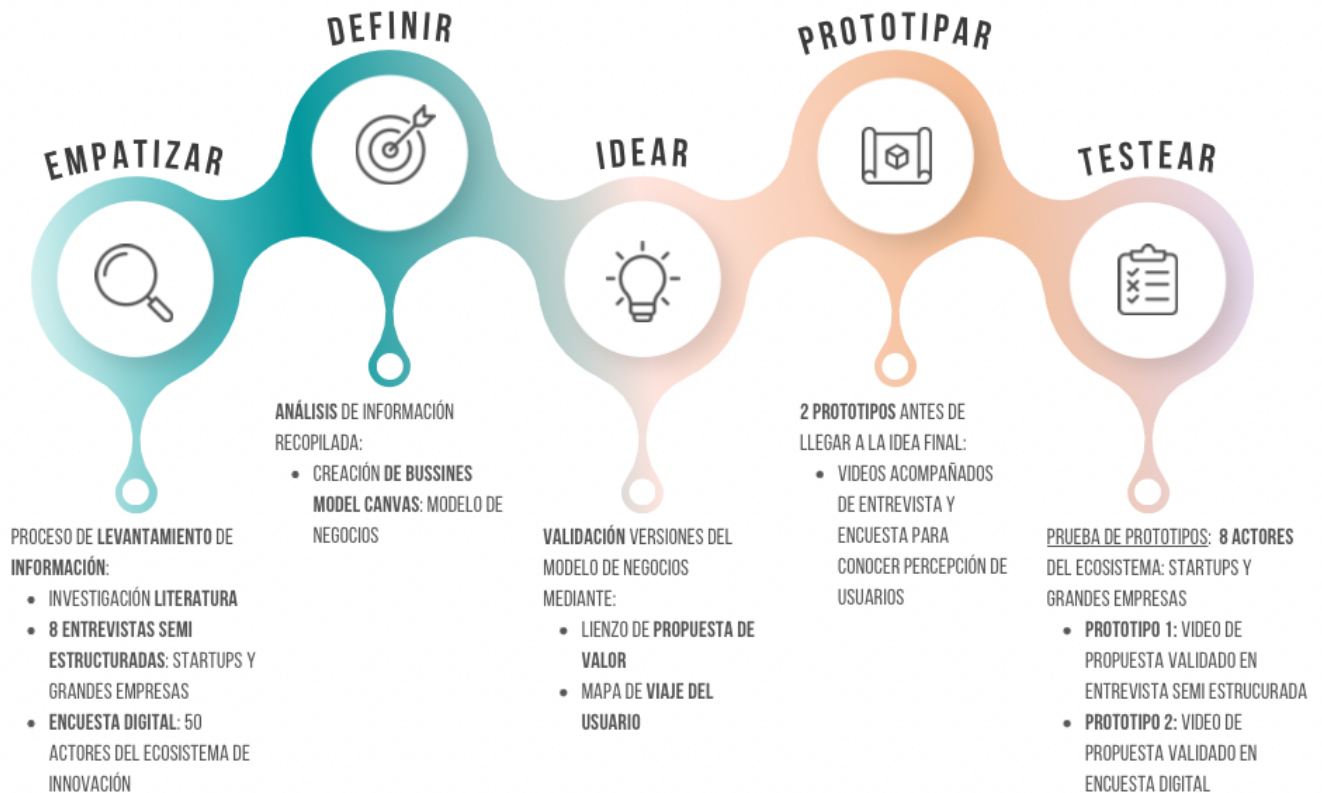 EMPATIZAR
PROCESO DE LEVANTAMIENTO DE
INFORMACIÓN:
• INVESTIGACIÓN LITERATURA
• 8 ENTREVISTAS SEMI
ESTRUCTURADAS: STARTUPS Y
GRANDES EMPRESAS
• ENCUESTA DIGITAL: 50
ACTORES DEL ECOSISTEMA DE
INNOVACIÓN
DEFINIR
ANÁLISIS DE INFORMACIÓN
RECOPILADA:
• CREACIÓN DE BUSSINES
MODEL CANVAS: MODELO DE
NEGOCIOS
IDEAR
VALIDACIÓN VERSIONES DEL
MODELO DE NEGOCIOS
MEDIANTE:
• LIENZO DE PROPUESTA DE
VALOR
• MAPA DE VIAJE DEL
USUARIO
PROTOTIPAR
2 PROTOTIPOS ANTES DE
LLEGAR A LA IDEA FINAL:
• VIDEOS ACOMPAÑADOS
DE ENTREVISTA Y
ENCUESTA PARA
CONOCER PERCEPCIÓN DE
USUARIOS
TESTEAR
PRUEBA DE PROTOTIPOS: 8 ACTORES
DEL ECOSISTEMA: STARTUPS Y
GRANDES EMPRESAS
• PROTOTIPO 1: VIDEO DE
PROPUESTA VALIDADO EN
ENTREVISTA SEMI ESTRUCURADA
• PROTOTIPO 2: VIDEO DE
PROPUESTA VALIDADO EN
ENCUESTA DIGITAL